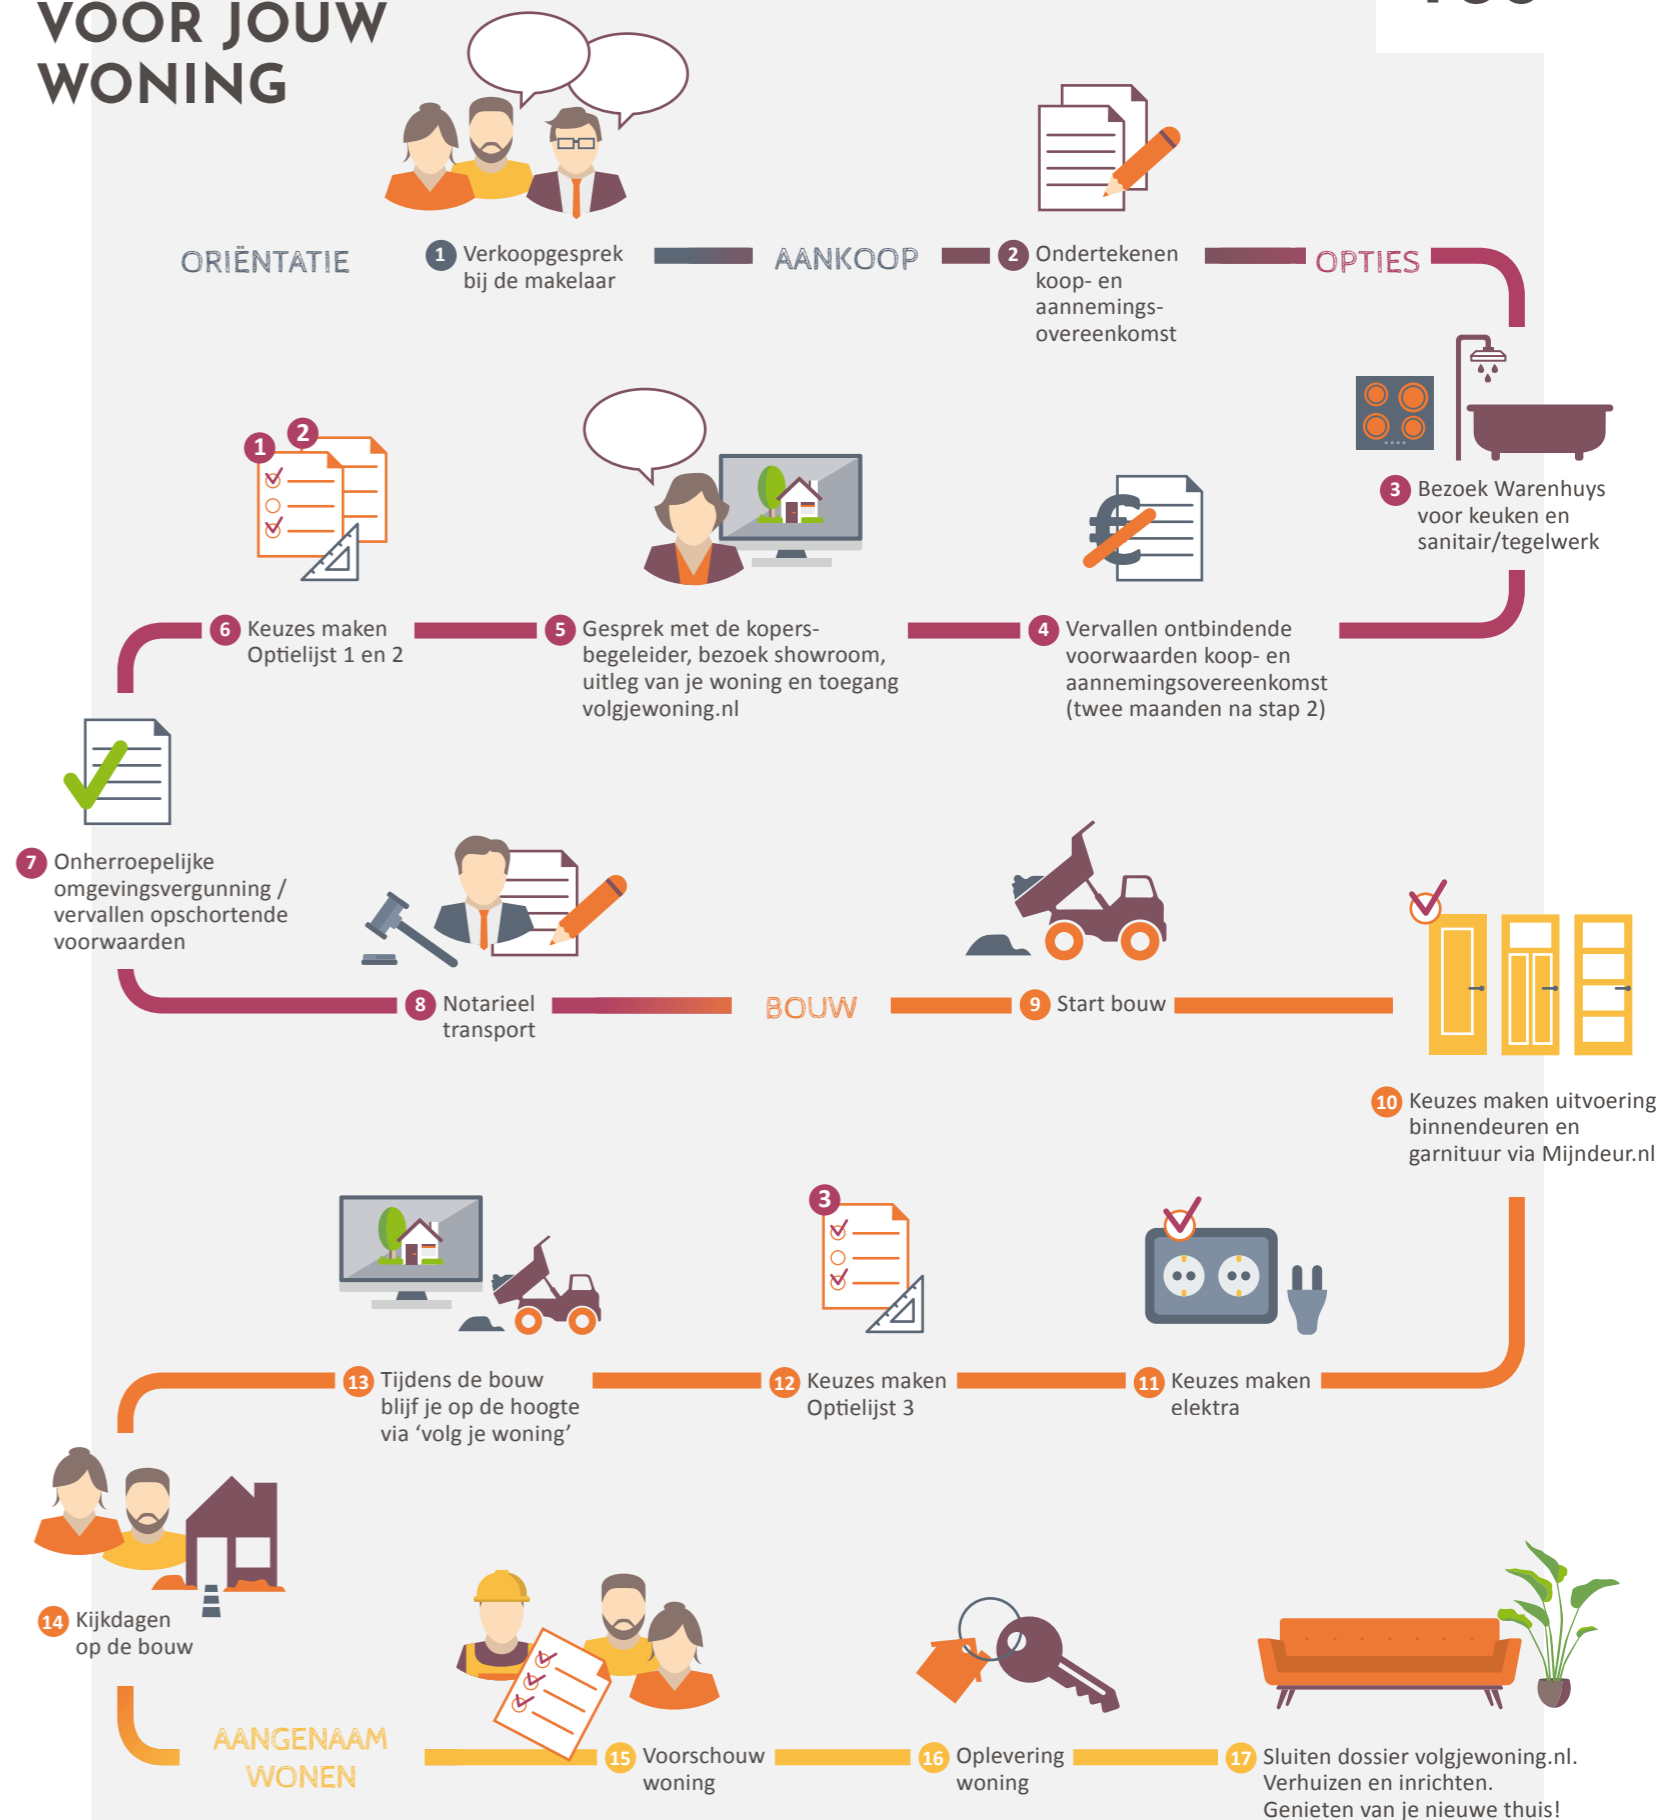 VOOR JOUW
WONING
ORIËNTATIE
1 Verkoopgesprek
bij de makelaar
AANKOOP
2 Ondertekenen
koop- en
aannemings-
overeenkomst
OPTIES
3 Bezoek Warenhuys
voor keuken en
sanitair/tegelwerk
4 Vervallen ontbindende
voorwaarden koop- en
aannemingsovereenkomst
(twee maanden na stap 2)
5 Gesprek met de kopers-
begeleider, bezoek showroom,
uitleg van je woning en toegang
volgjewoning.nl
1
2
6 Keuzes maken
Optielijst 1 en 2
7 Onherroepelijke
omgevingsvergunning /
vervallen opschortende
voorwaarden
8 Notarieel
transport
BOUW
9 Start bouw
10 Keuzes maken uitvoering
binnendeuren en
garnituur via Mijndeur.nl
11 Keuzes maken
elektra
3
12 Keuzes maken
Optielijst 3
13 Tijdens de bouw
blijf je op de hoogte
via ‘volg je woning’
14 Kijkdagen
op de bouw
AANGENAAM
WONEN
15 Voorschouw
woning
16 Oplevering
woning
17 Sluiten dossier volgjewoning.nl.
Verhuizen en inrichten.
Genieten van je nieuwe thuis!